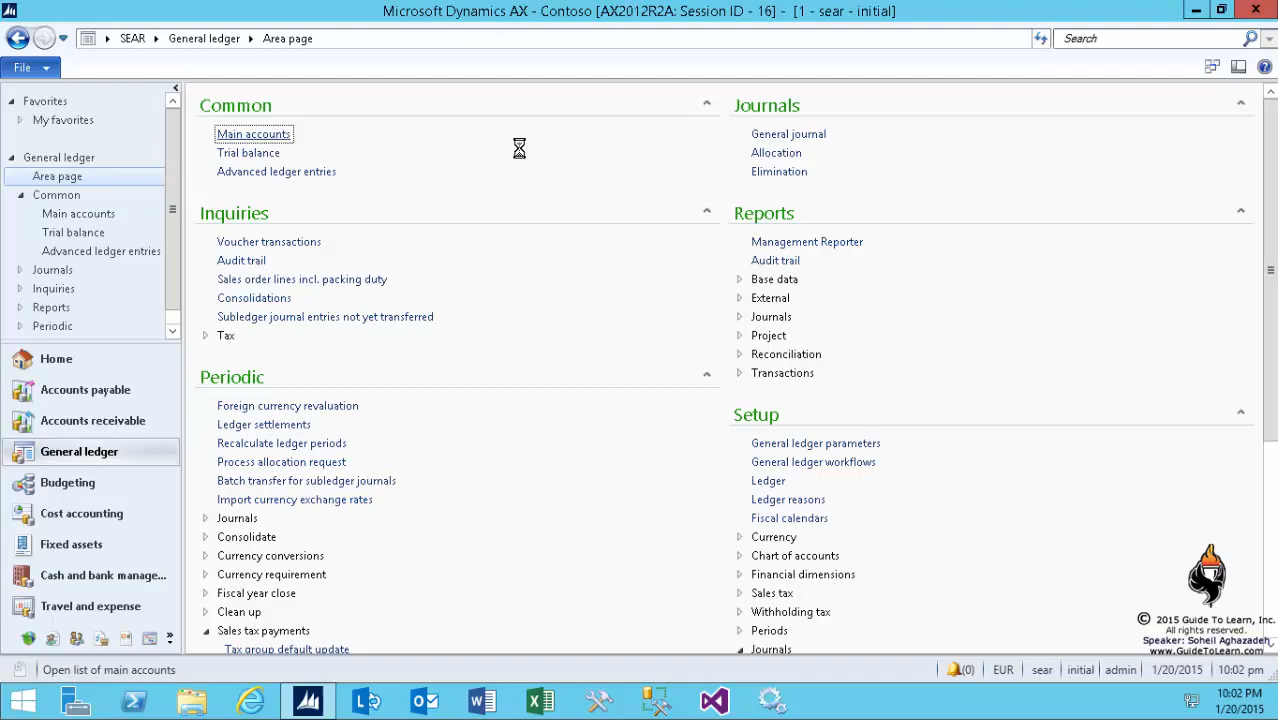 Microsoft Dynamics AX - Contoso [AX2012R2A: Session ID - 16] - [1 - sear - initial]
SEAR General ledger Area page
Search
File
Favorites
My favorites
General ledger
Area page
Common
Main accounts
Trial balance
Advanced ledger entries
Journals
Inquiries
Reports
Periodic
Home
Accounts payable
Accounts receivable
General ledger
Budgeting
Cost accounting
Fixed assets
Cash and bank manage...
Travel and expense
Common
Main accounts
Trial balance
Advanced ledger entries
Inquiries
Voucher transactions
Audit trail
Sales order lines incl. packing duty
Consolidations
Subledger journal entries not yet transferred
Tax
Periodic
Foreign currency revaluation
Ledger settlements
Recalculate ledger periods
Process allocation request
Batch transfer for subledger journals
Import currency exchange rates
Journals
Consolidate
Currency conversions
Currency requirement
Fiscal year close
Clean up
Sales tax payments
Tax group default update
Journals
General journal
Allocation
Elimination
Reports
Management Reporter
Audit trail
Base data
External
Journals
Project
Reconciliation
Transactions
Setup
General ledger parameters
General ledger workflows
Ledger
Ledger reasons
Fiscal calendars
Currency
Chart of accounts
Financial dimensions
Sales tax
Withholding tax
Periods
Journals
© 2015 Guide To Learn, Inc.
All rights reserved.
Speaker: Soheil Aghazadeh
www.GuideToLearn.com
Open list of main accounts
(0) EUR sear initial admin 1/20/2015 10:02 pm
10:02 PM
1/20/2015